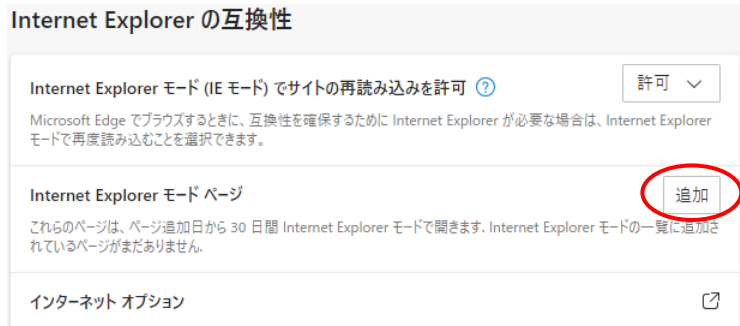 Internet Explorer の互換性
Internet Explorer モード (IE モード) でサイトの再読み込みを許可 ?
許可
Microsoft Edge でブラウズするときに、互換性を確保するために Internet Explorer が必要な場合は、Internet Explorer
モードで再度読み込むことを選択できます。
Internet Explorer モード ページ
追加
これらのページは、ページ追加日から 30 日間 Internet Explorer モードで開きます. Internet Explorer モードの一覧に追加さ
れているページがまだありません.
インターネット オプション